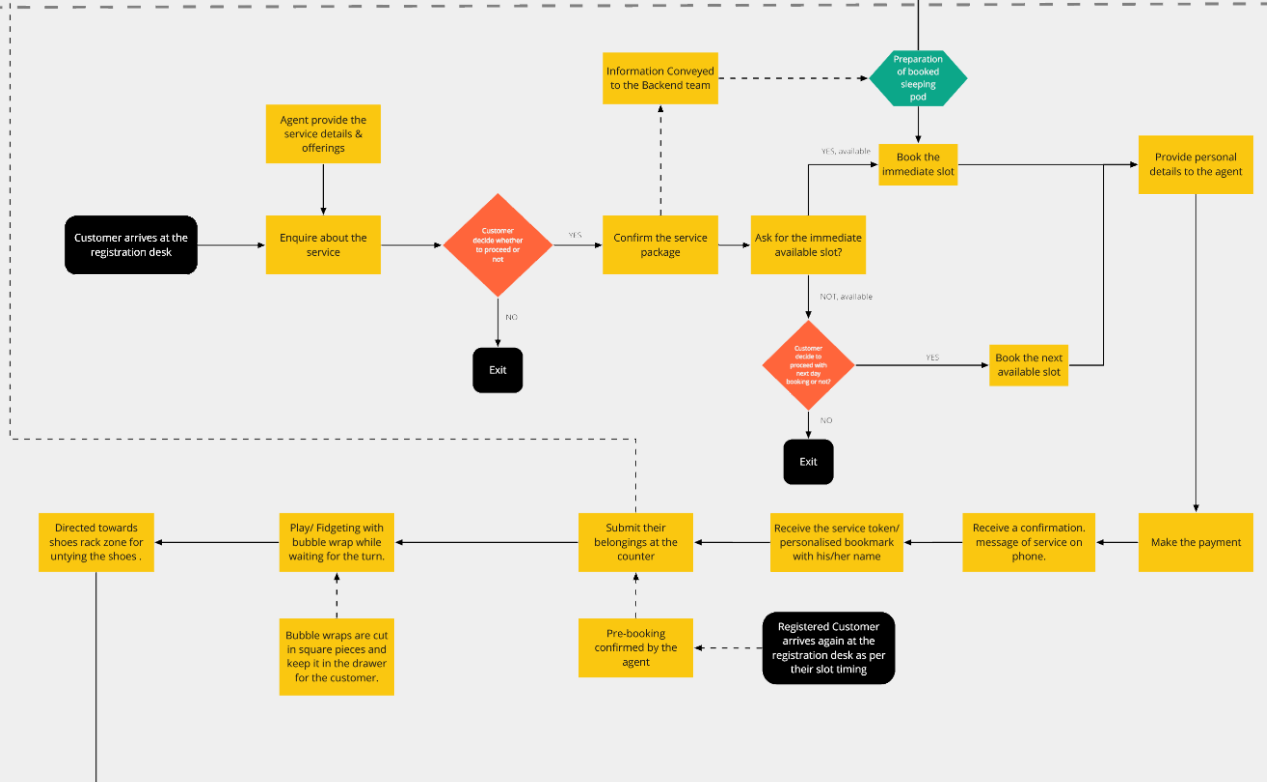 Preparation
of booked
sleeping
pod
Information Conveyed
to the Backend team
Agent provide the
service details &
offerings
YES, available
Book the
immediate slot
Provide personal
details to the agent
Customer arrives at the
registration desk
Enquire about the
service
Customer
decide whether
to proceed or
not
YES
Confirm the service
package
Ask for the immediate
available slot?
NOT, available
NO
Exit
Customer
decide to
proceed with
next day
booking or not?
YES
Book the next
available slot
NO
Exit
Directed towards
shoes rack zone for
untying the shoes .
Play/ Fidgeting with
bubble wrap while
waiting for the turn.
Submit their
belongings at the
counter
Receive the service token/
personalised bookmark
with his/her name
Receive a confirmation.
message of service on
phone.
Make the payment
Bubble wraps are cut
in square pieces and
keep it in the drawer
for the customer.
Pre-booking
confirmed by the
agent
Registered Customer
arrives again at the
registration desk as per
their slot timing